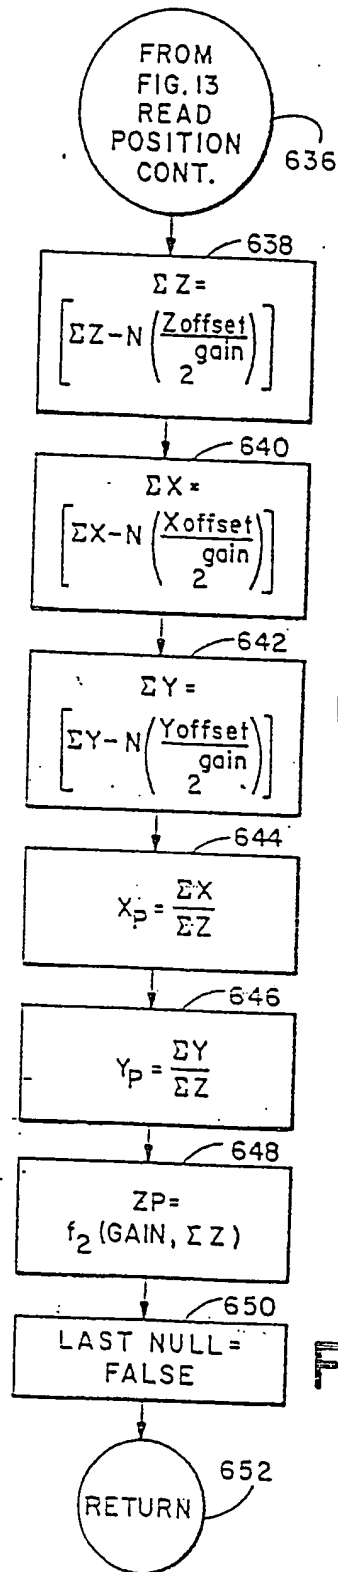 FROM
FIG. 13
READ
POSITION
CONT.
636
638
ΣZ=
[ΣZ-N(Zoffset/2^gain)]
640
ΣX=
[ΣX-N(Xoffset/2^gain)]
642
ΣY=
[ΣY-N(Yoffset/2^gain)]
644
X_P = ΣX/ΣZ
646
Y_P = ΣY/ΣZ
648
ZP=
f_2(GAIN, ΣZ)
650
LAST NULL=
FALSE
652
RETURN